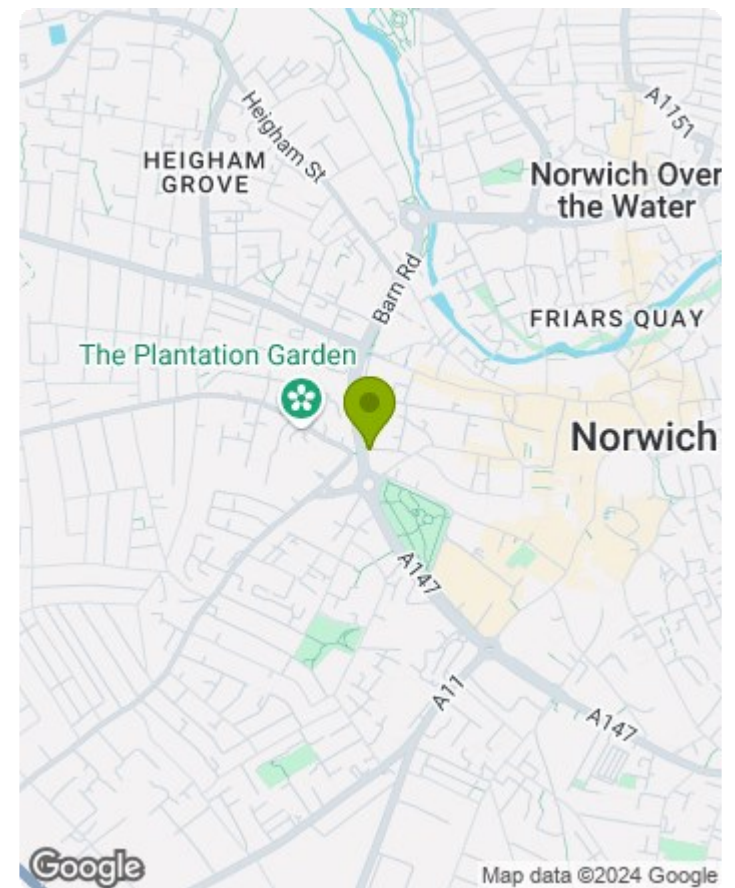 A1151
Heigham St
HEIGHAM
GROVE
Norwich Over
the Water
Barn Rd
FRIARS QUAY
The Plantation Garden
Norwich
A147
A11
A147
Google
Map data ©2024 Google